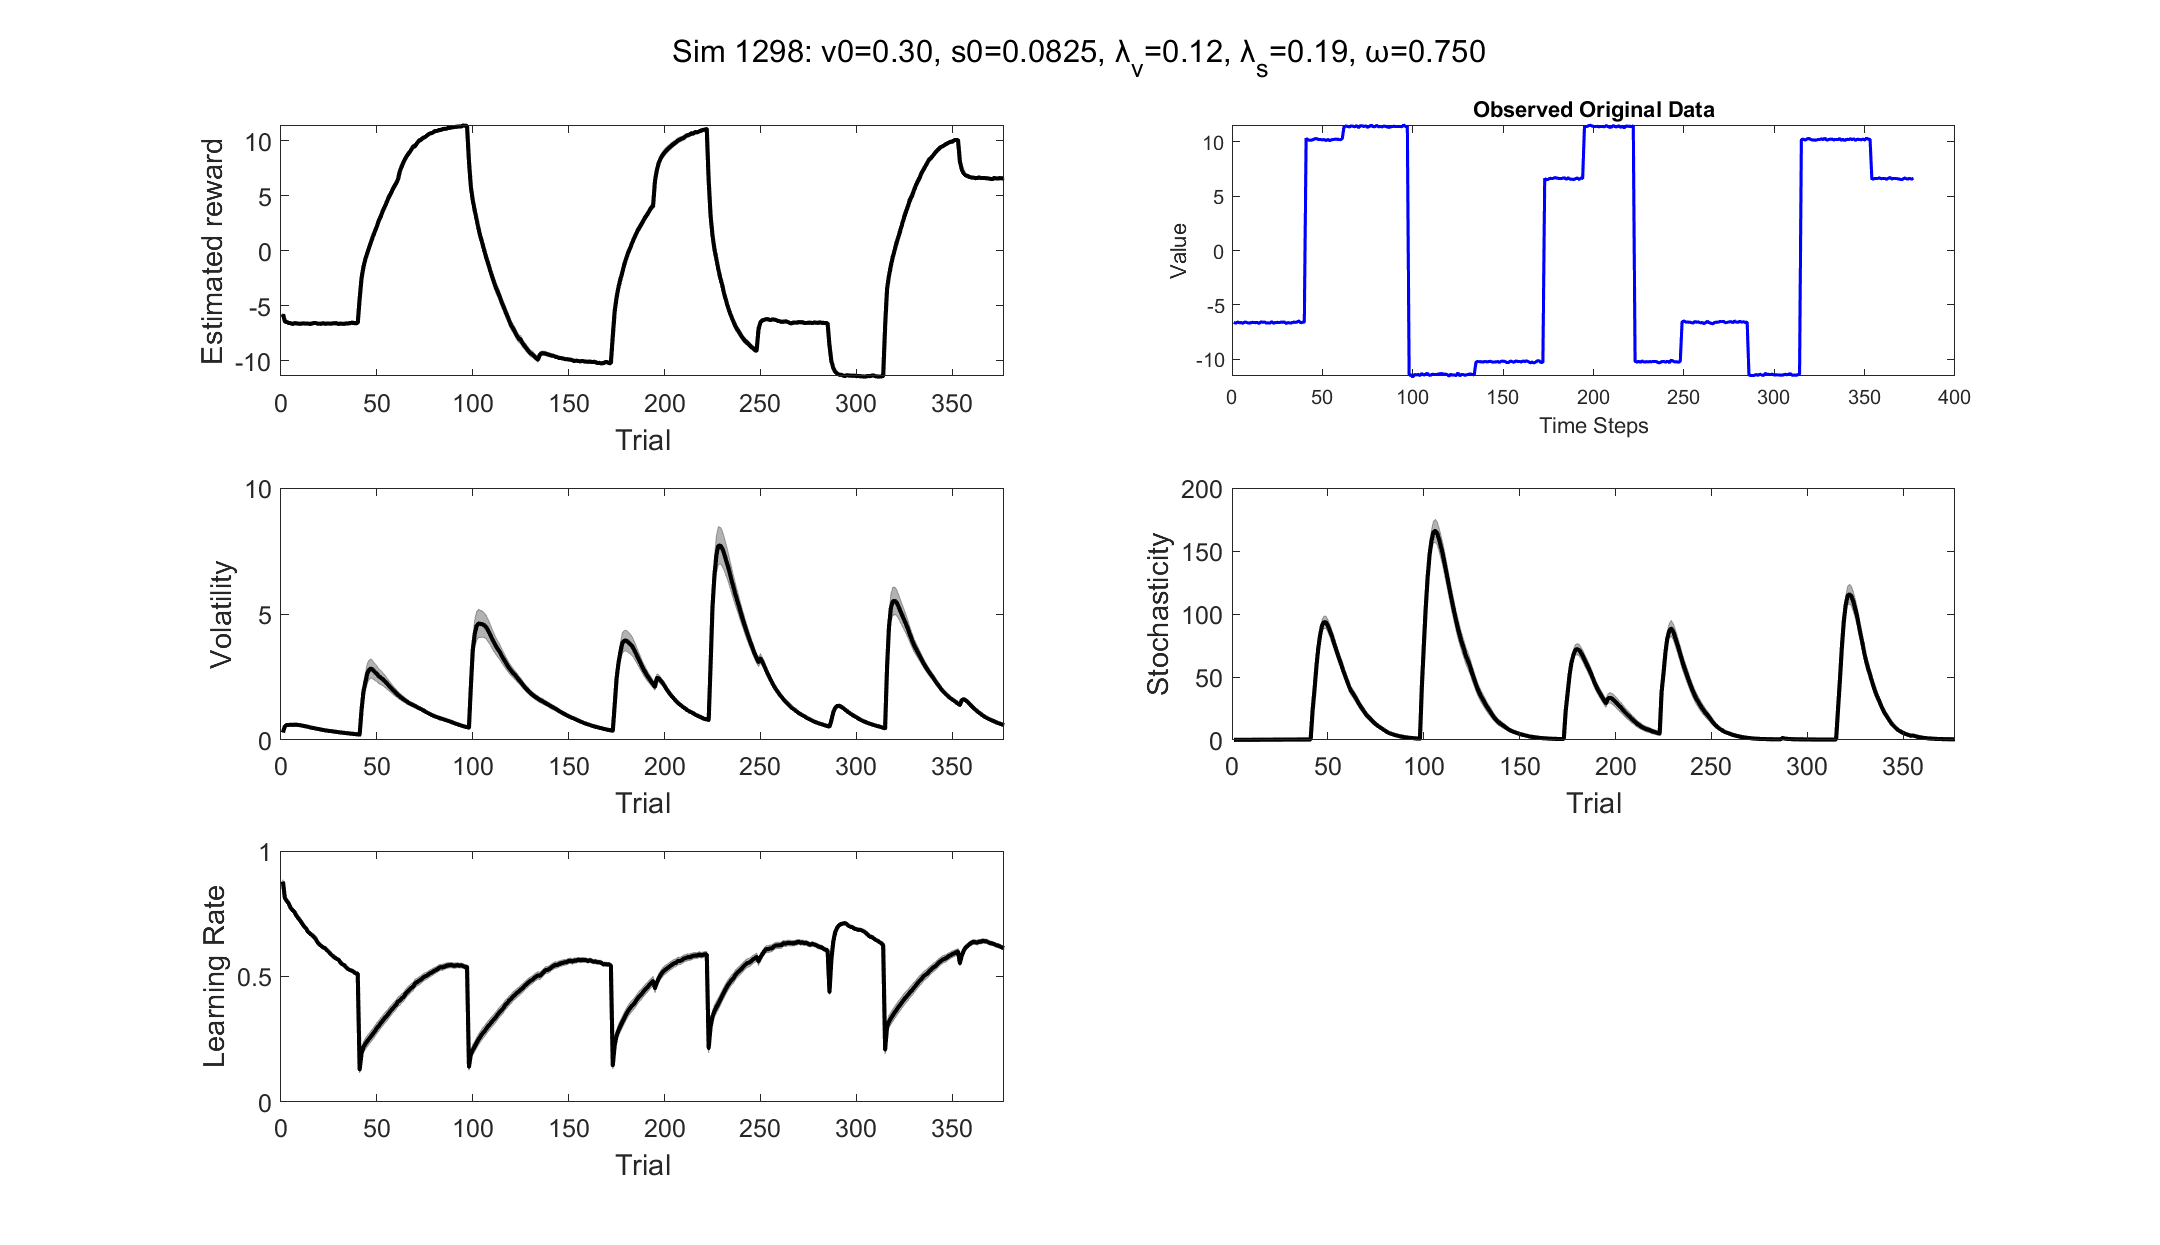 Sim 1298: v0=0.30, s0=0.0825, λ_v=0.12, λ_s=0.19, ω=0.750
Estimated reward
10
5
0
-5
-10
0 50 100 150 200 250 300 350
Trial
Observed Original Data
Value
10
5
0
-5
-10
0 50 100 150 200 250 300 350 400
Time Steps
Volatility
10
5
0
0 50 100 150 200 250 300 350
Trial
Stochasticity
200
150
100
50
0
0 50 100 150 200 250 300 350
Trial
Learning Rate
1
0.5
0
0 50 100 150 200 250 300 350
Trial